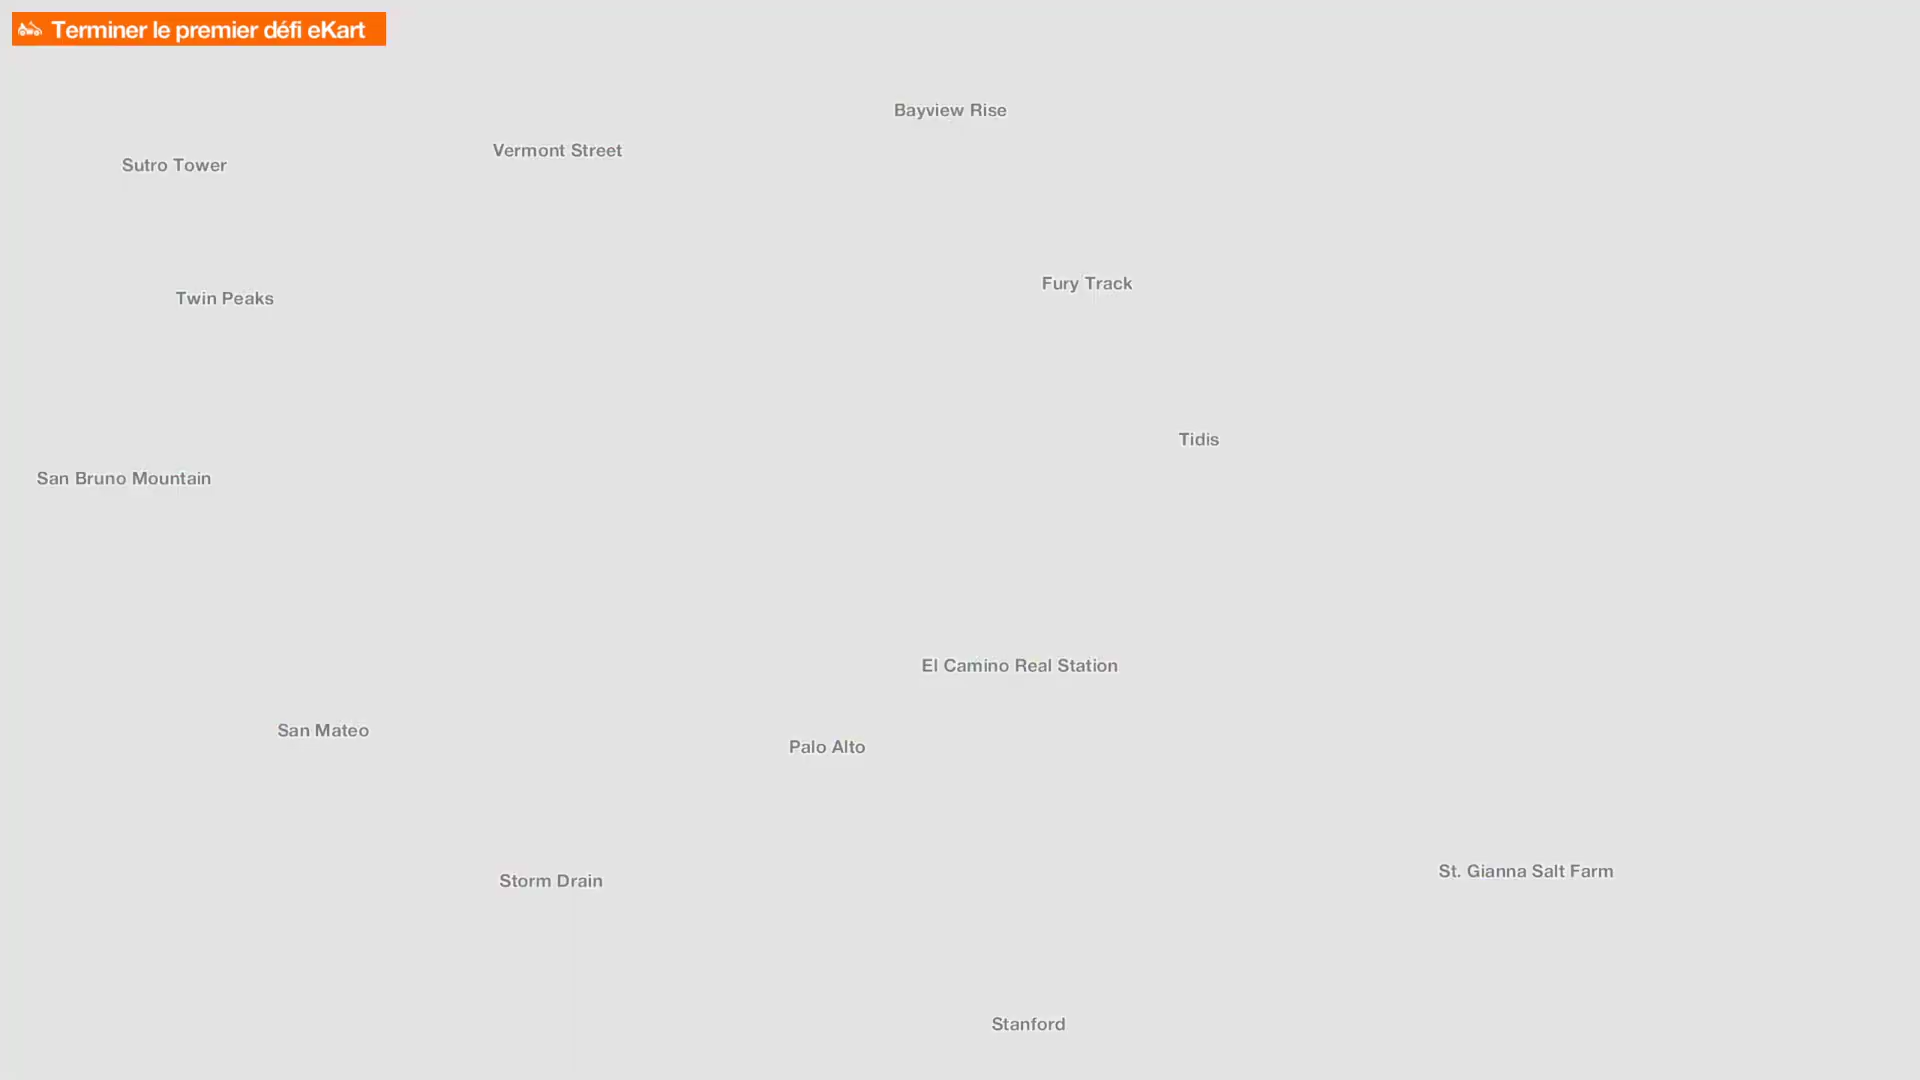 Terminer le premier défi eKart
Bayview Rise
Vermont Street
Sutro Tower
Fury Track
Twin Peaks
Tidis
San Bruno Mountain
El Camino Real Station
San Mateo
Palo Alto
St. Gianna Salt Farm
Storm Drain
Stanford